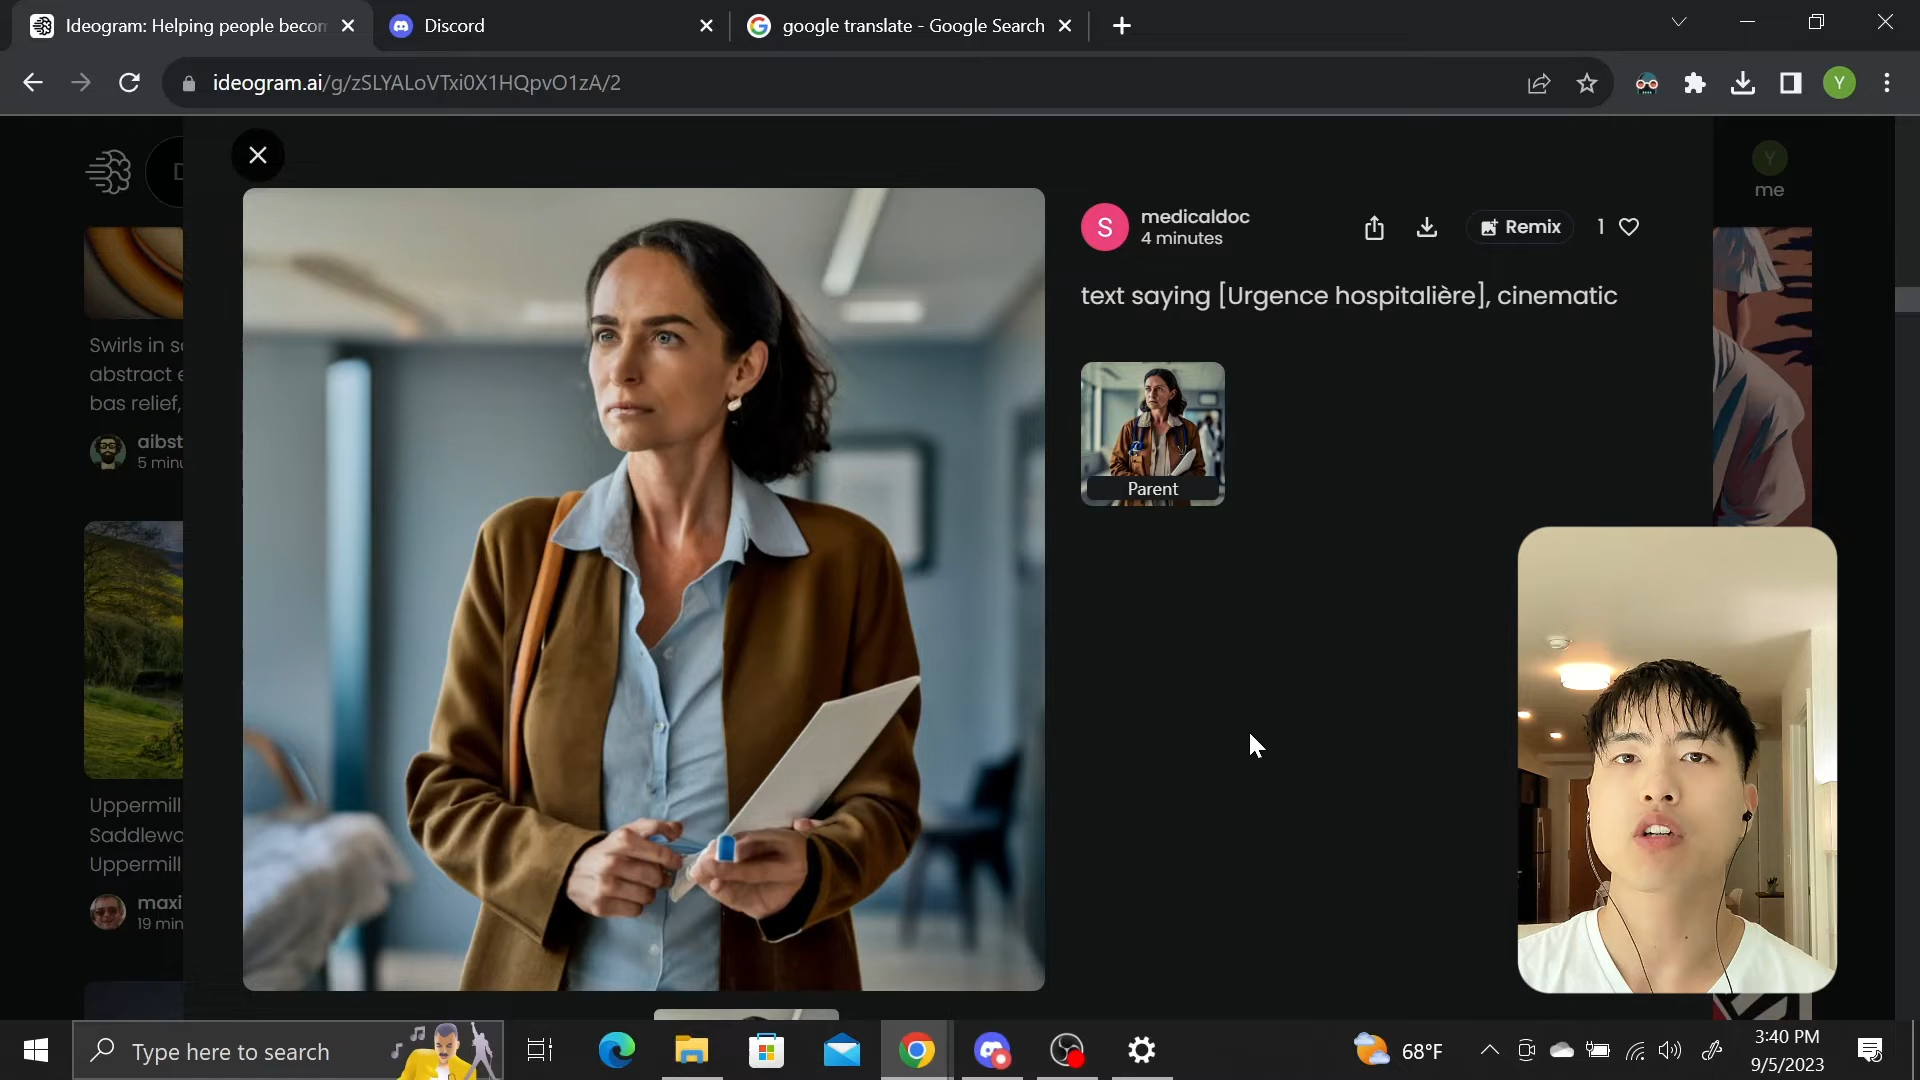 Ideogram: Helping people becom
Discord
google translate - Google Search
ideogram.ai/g/zSLYALoVTxi0X1HQpvO1zA/2
Y
Y
me
D
S
medicaldoc
4 minutes
Remix
1
text saying [Urgence hospitalière], cinematic
Parent
Swirls in s
abstract e
bas relief,
aibst
5 minu
Uppermill
Saddlewo
Uppermill
maxi
19 min
Type here to search
68°F
3:40 PM
9/5/2023